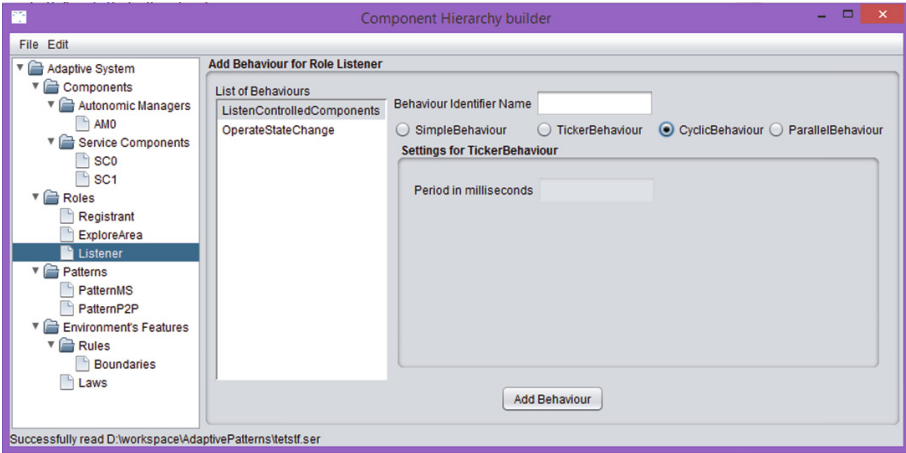 Component Hierarchy builder
File Edit
Adaptive System
Components
Autonomic Managers
AM0
Service Components
SC0
SC1
Roles
Registrant
ExploreArea
Listener
Patterns
PatternMS
PatternP2P
Environment's Features
Rules
Boundaries
Laws
Add Behaviour for Role Listener
List of Behaviours
ListenControlledComponents
OperateStateChange
Behaviour Identifier Name
SimpleBehaviour TickerBehaviour CyclicBehaviour ParallelBehaviour
Settings for TickerBehaviour
Period in milliseconds
Add Behaviour
Successfully read D:\workspace\AdaptivePatterns\tetstf.ser